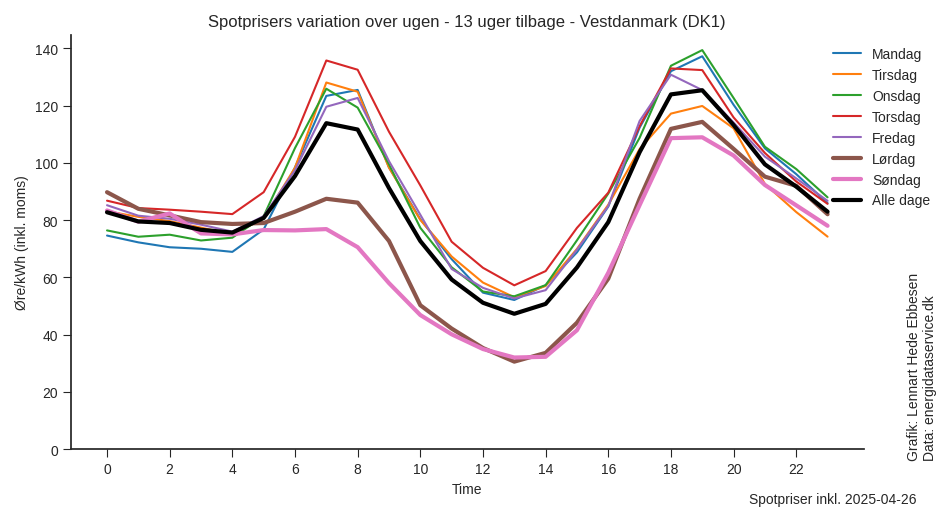 Spotprisers variation over ugen - 13 uger tilbage - Vestdanmark (DK1)
Øre/kWh (inkl. moms)
140
120
100
80
60
40
20
0
0 2 4 6 8 10 12 14 16 18 20 22
Time
Mandag
Tirsdag
Onsdag
Torsdag
Fredag
Lørdag
Søndag
Alle dage
Grafik: Lennart Hede Ebbesen
Data: energidataservice.dk
Spotpriser inkl. 2025-04-26